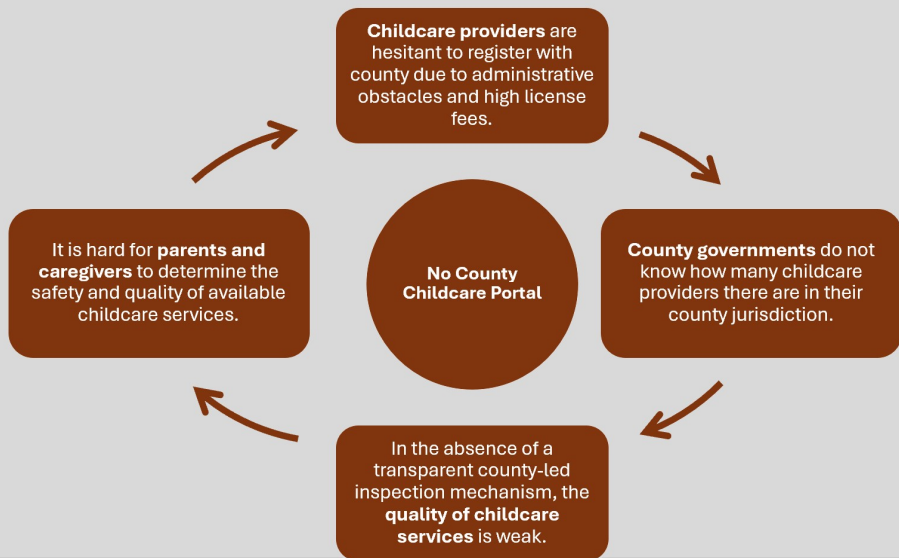 Childcare providers are
hesitant to register with
county due to administrative
obstacles and high license
fees.
It is hard for parents and
caregivers to determine the
safety and quality of available
childcare services.
No County
Childcare Portal
County governments do not
know how many childcare
providers there are in their
county jurisdiction.
In the absence of a
transparent county-led
inspection mechanism, the
quality of childcare
services is weak.